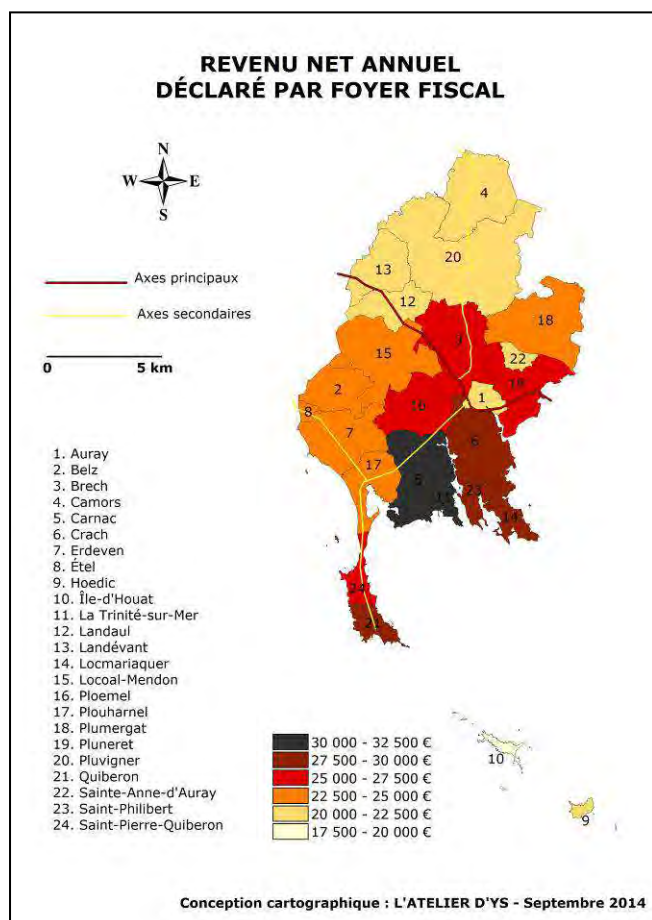 REVENU NET ANNUEL
DÉCLARÉ PAR FOYER FISCAL
N
W E
S
Axes principaux
Axes secondaires
0 5 km
4
20
13
12
18
3
15
22
19
2
1
16
8
7
6
17
5
23
11
14
24
21
10
9
1. Auray
2. Belz
3. Brech
4. Camors
5. Carnac
6. Crach
7. Erdeven
8. Étel
9. Hoedic
10. Île-d'Houat
11. La Trinité-sur-Mer
12. Landaul
13. Landévant
14. Locmariaquer
15. Locoal-Mendon
16. Ploemel
17. Plouharnel
18. Plumergat
19. Pluneret
20. Pluvigner
21. Quiberon
22. Sainte-Anne-d'Auray
23. Saint-Philibert
24. Saint-Pierre-Quiberon
30 000 - 32 500 €
27 500 - 30 000 €
25 000 - 27 500 €
22 500 - 25 000 €
20 000 - 22 500 €
17 500 - 20 000 €
Conception cartographique : L'ATELIER D'YS - Septembre 2014